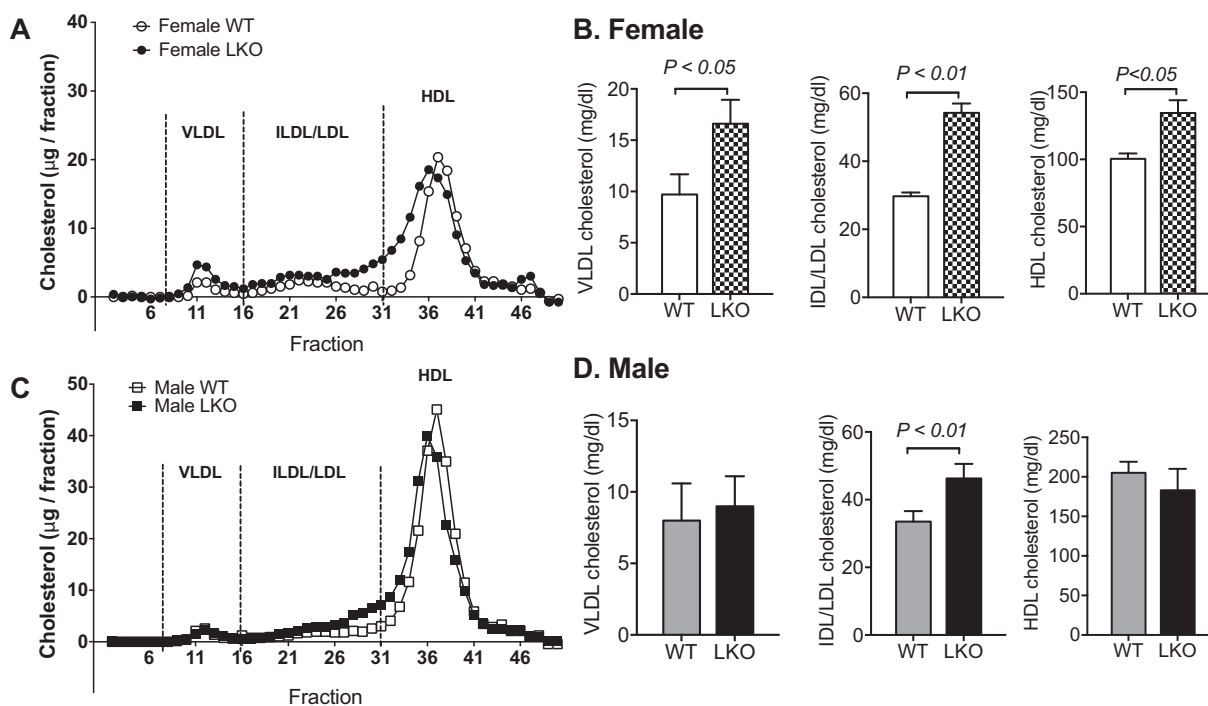 A
Female WT
Female LKO
40
30
20
10
0
Cholesterol (µg / fraction)
VLDL
ILDL/LDL
HDL
6 11 16 21 26 31 36 41 46
Fraction
B. Female
P < 0.05
20
15
10
5
0
VLDL cholesterol (mg/dl)
WT LKO
P < 0.01
60
40
20
0
IDL/LDL cholesterol (mg/dl)
WT LKO
P<0.05
150
100
50
0
HDL cholesterol (mg/dl)
WT LKO
C
Male WT
Male LKO
50
40
30
20
10
0
Cholesterol (µg / fraction)
VLDL
ILDL/LDL
HDL
6 11 16 21 26 31 36 41 46
Fraction
D. Male
15
10
5
0
VLDL cholesterol (mg/dl)
WT LKO
P < 0.01
60
40
20
0
IDL/LDL cholesterol (mg/dl)
WT LKO
250
200
150
100
50
0
HDL cholesterol (mg/dl)
WT LKO